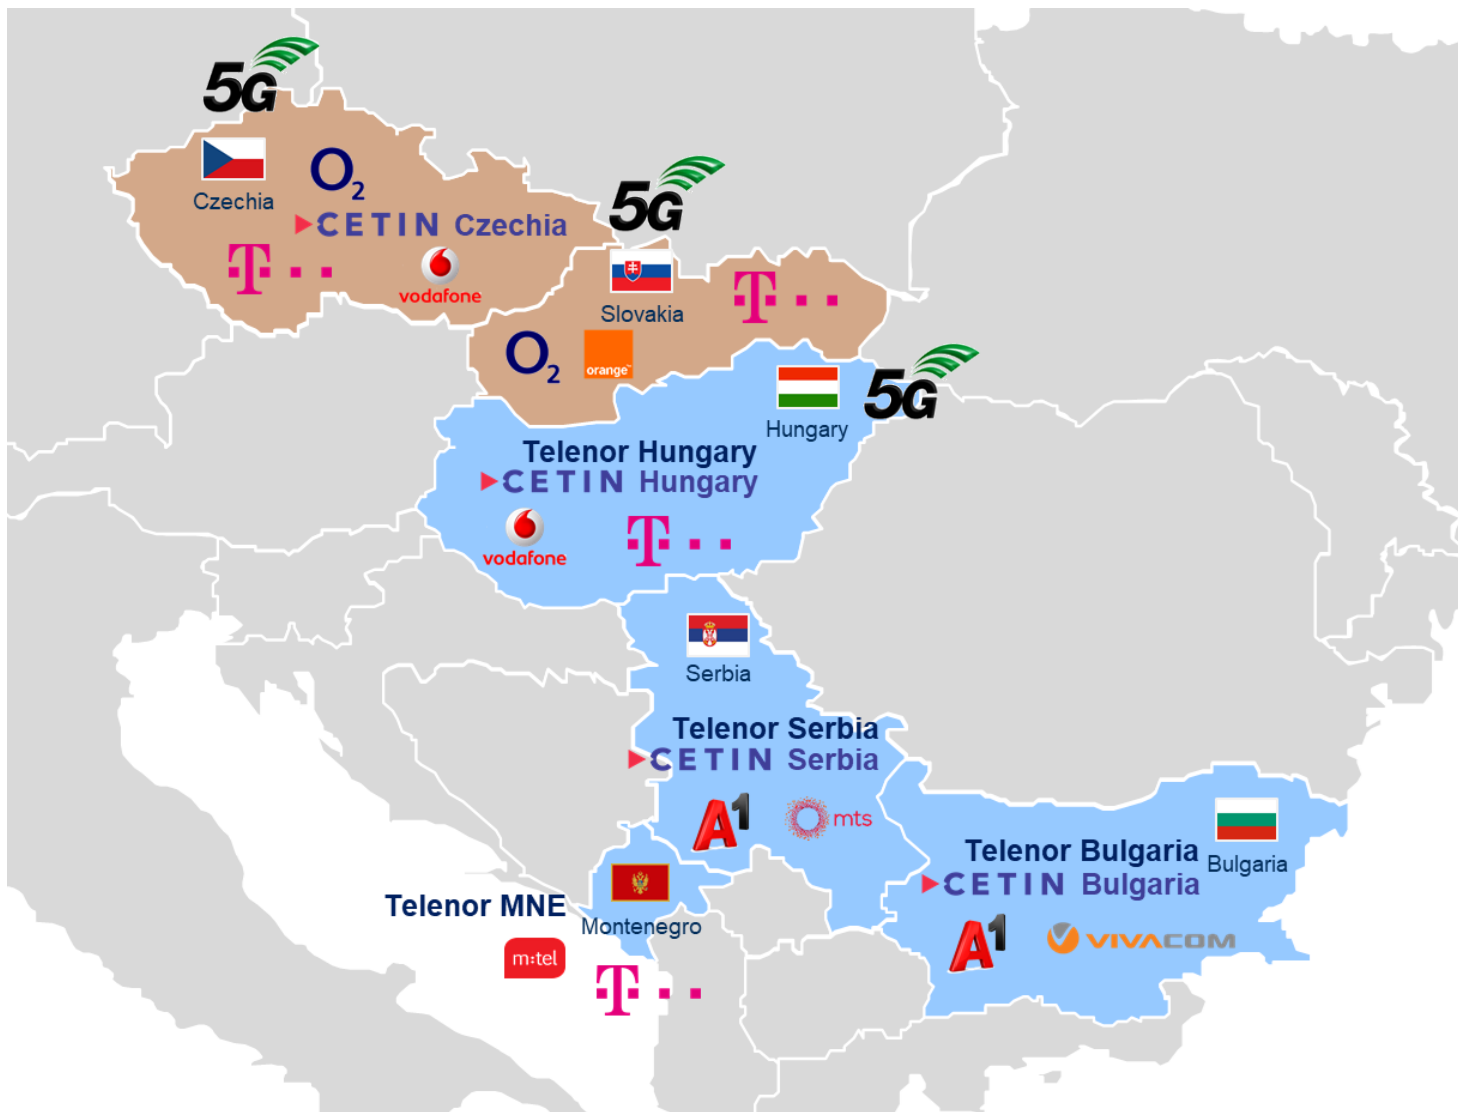 5G
Czechia
O2
CETIN Czechia
T
vodafone
5G
Slovakia
T
O2
orange™
5G
Hungary
Telenor Hungary
CETIN Hungary
vodafone
T
Serbia
Telenor Serbia
CETIN Serbia
A1
mts
Telenor Bulgaria
Bulgaria
CETIN Bulgaria
A1
VIVACOM
Telenor MNE
Montenegro
m:tel
T